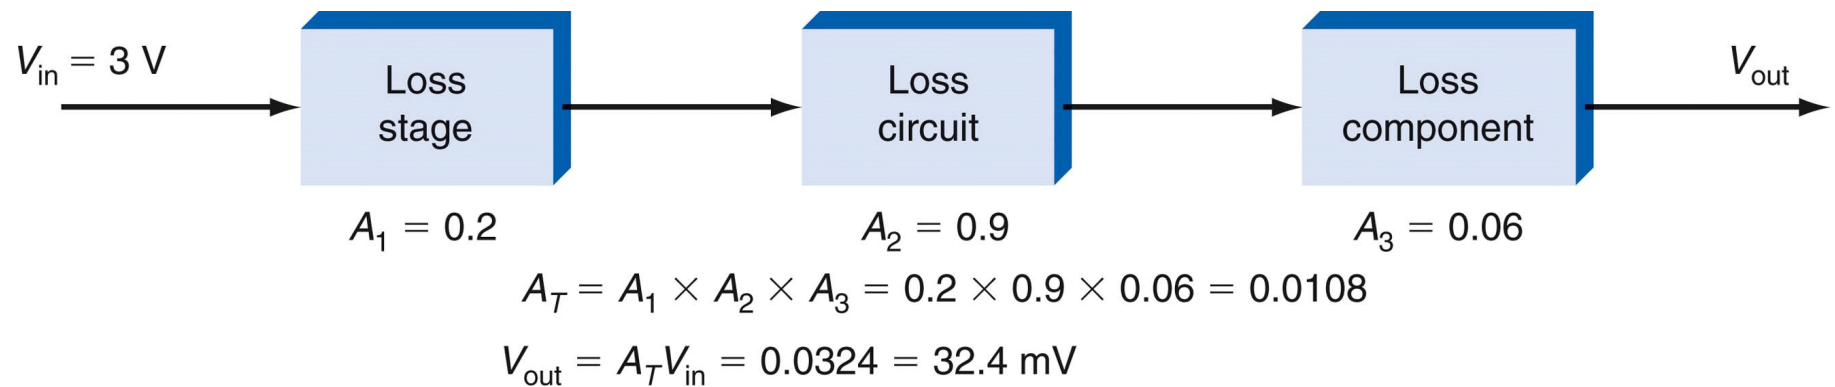 V_in = 3 V
Loss
stage
Loss
circuit
Loss
component
V_out
A_1 = 0.2
A_2 = 0.9
A_3 = 0.06
A_T = A_1 × A_2 × A_3 = 0.2 × 0.9 × 0.06 = 0.0108
V_out = A_T V_in = 0.0324 = 32.4 mV